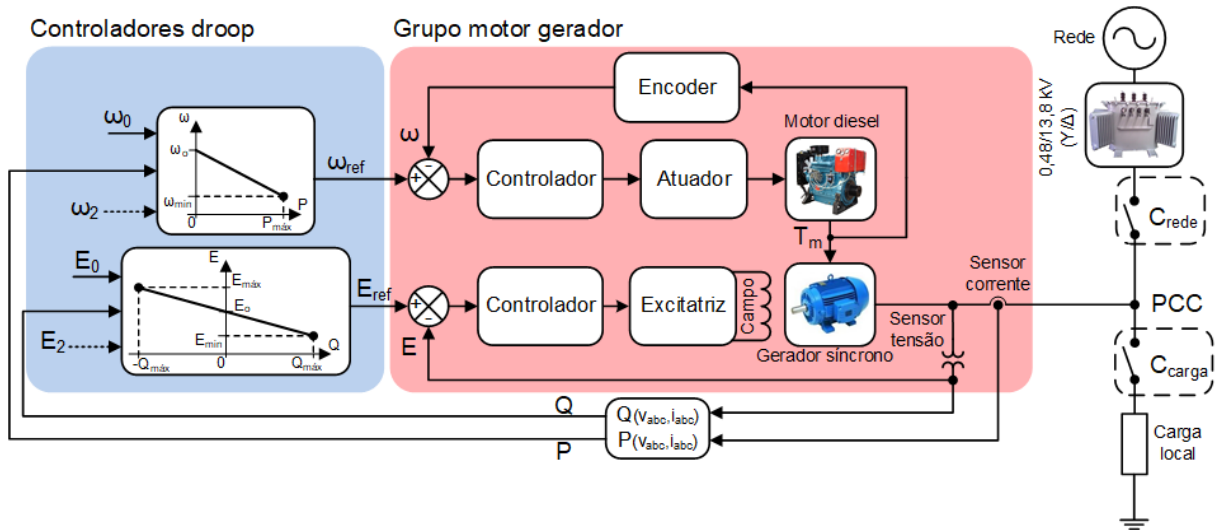 Controladores droop
Grupo motor gerador
Rede
0,48/13,8 kV
(Y/Δ)
Encoder
Motor diesel
ω₀
ω
ωₒ
ωmín
0
Pmáx
P
ω₂
ωref
ω
+
-
Controlador
Atuador
Tm
Crede
E₀
E
Emáx
Eₒ
Emín
-Qmáx
0
Qmáx
Q
E₂
Eref
+
-
E
Controlador
Excitatriz
Campo
Gerador síncrono
Sensor
corrente
Sensor
tensão
PCC
Ccarga
Q
P
Q(vabc,iabc)
P(vabc,iabc)
Carga
local